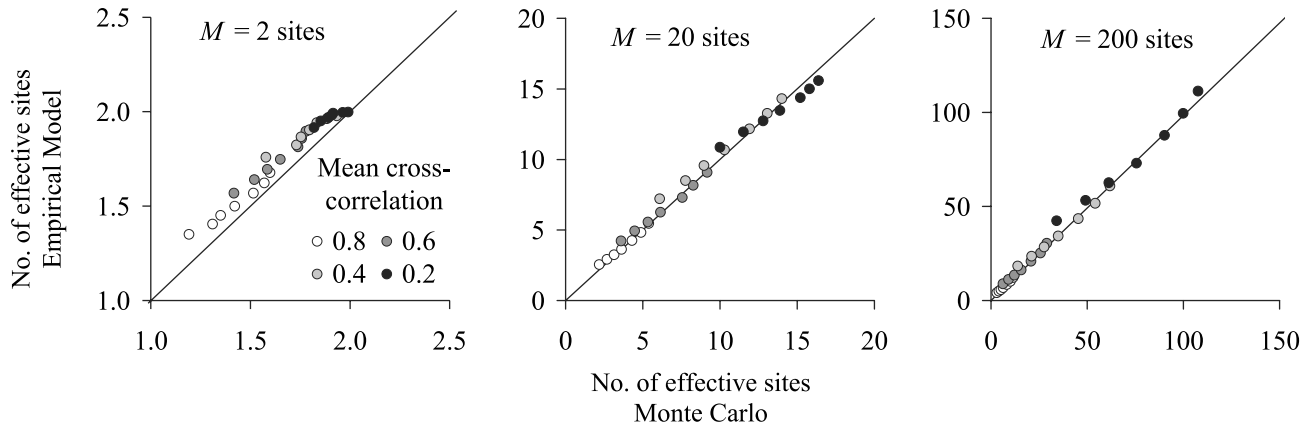 No. of effective sites
Empirical Model
2.5
2.0
1.5
1.0
M = 2 sites
Mean cross-
correlation
0.8 0.6
0.4 0.2
1.0 1.5 2.0 2.5
20
15
10
5
0
M = 20 sites
0 5 10 15 20
150
100
50
0
M = 200 sites
0 50 100 150
No. of effective sites
Monte Carlo